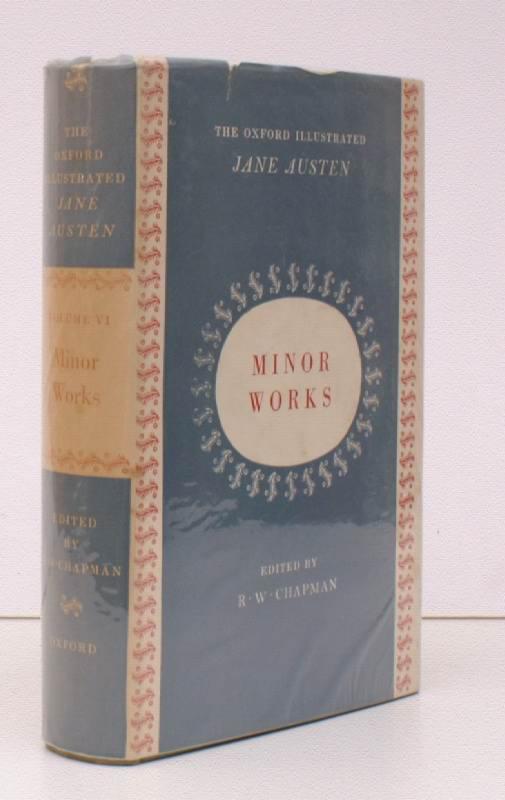 THE
OXFORD
ILLUSTRATED
JANE
AUSTEN
VOLUME VI
Minor
Works
EDITED
BY
R·W·CHAPMAN
OXFORD
THE OXFORD ILLUSTRATED
JANE AUSTEN
MINOR
WORKS
EDITED BY
R·W·CHAPMAN